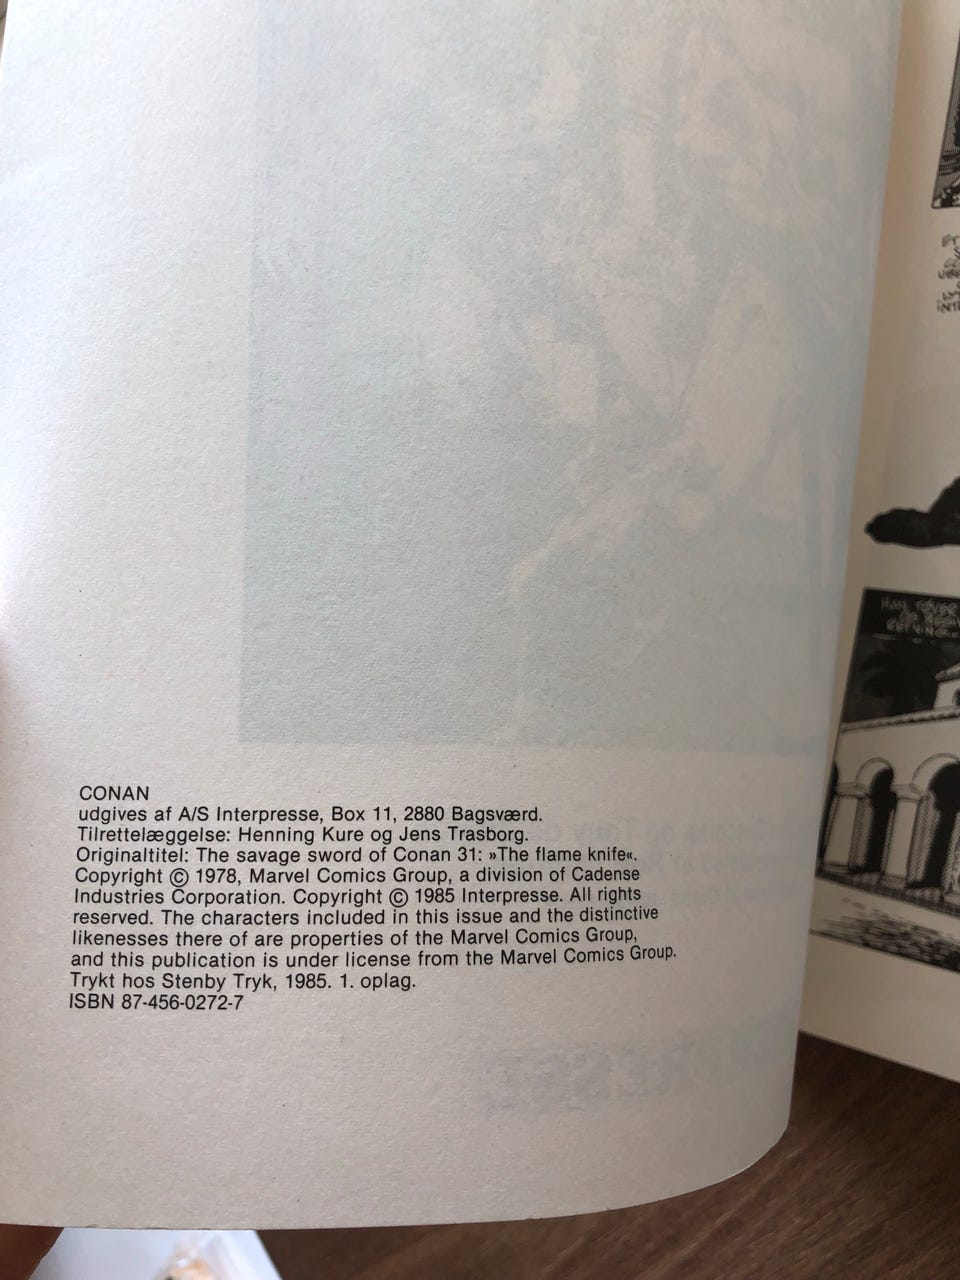 CONAN
udgives af A/S Interpresse, Box 11, 2880 Bagsværd.
Tilrettelæggelse: Henning Kure og Jens Trasborg.
Originaltitel: The savage sword of Conan 31: »The flame knife«.
Copyright © 1978, Marvel Comics Group, a division of Cadense
Industries Corporation. Copyright © 1985 Interpresse. All rights
reserved. The characters included in this issue and the distinctive
likenesses there of are properties of the Marvel Comics Group,
and this publication is under license from the Marvel Comics Group.
Trykt hos Stenby Tryk, 1985. 1. oplag.
ISBN 87-456-0272-7
HAN TØVER